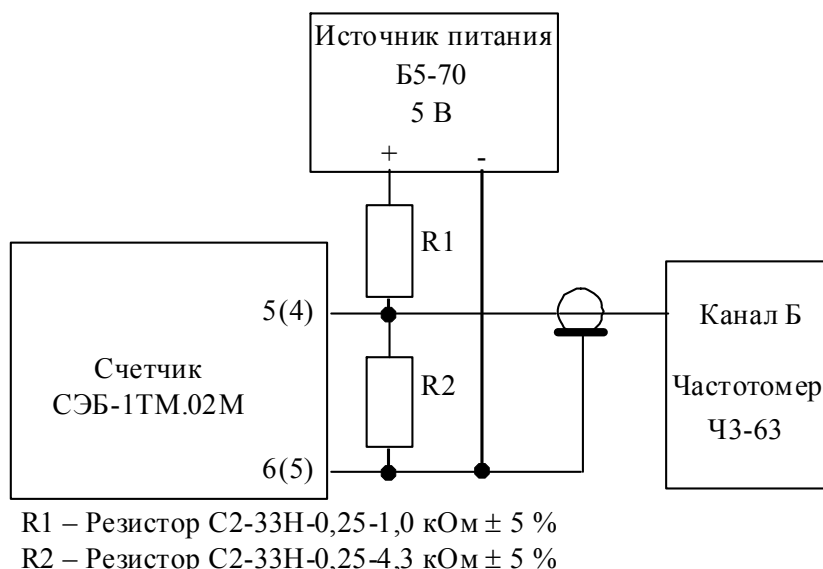 Источник питания
Б5-70
5 В
+ -
R1
5(4)
Канал Б
Счетчик
СЭБ-1ТМ.02М
R2
Частотомер
Ч3-63
6(5)
R1 – Резистор С2-33Н-0,25-1,0 кОм ± 5 %
R2 – Резистор С2-33Н-0,25-4,3 кОм ± 5 %